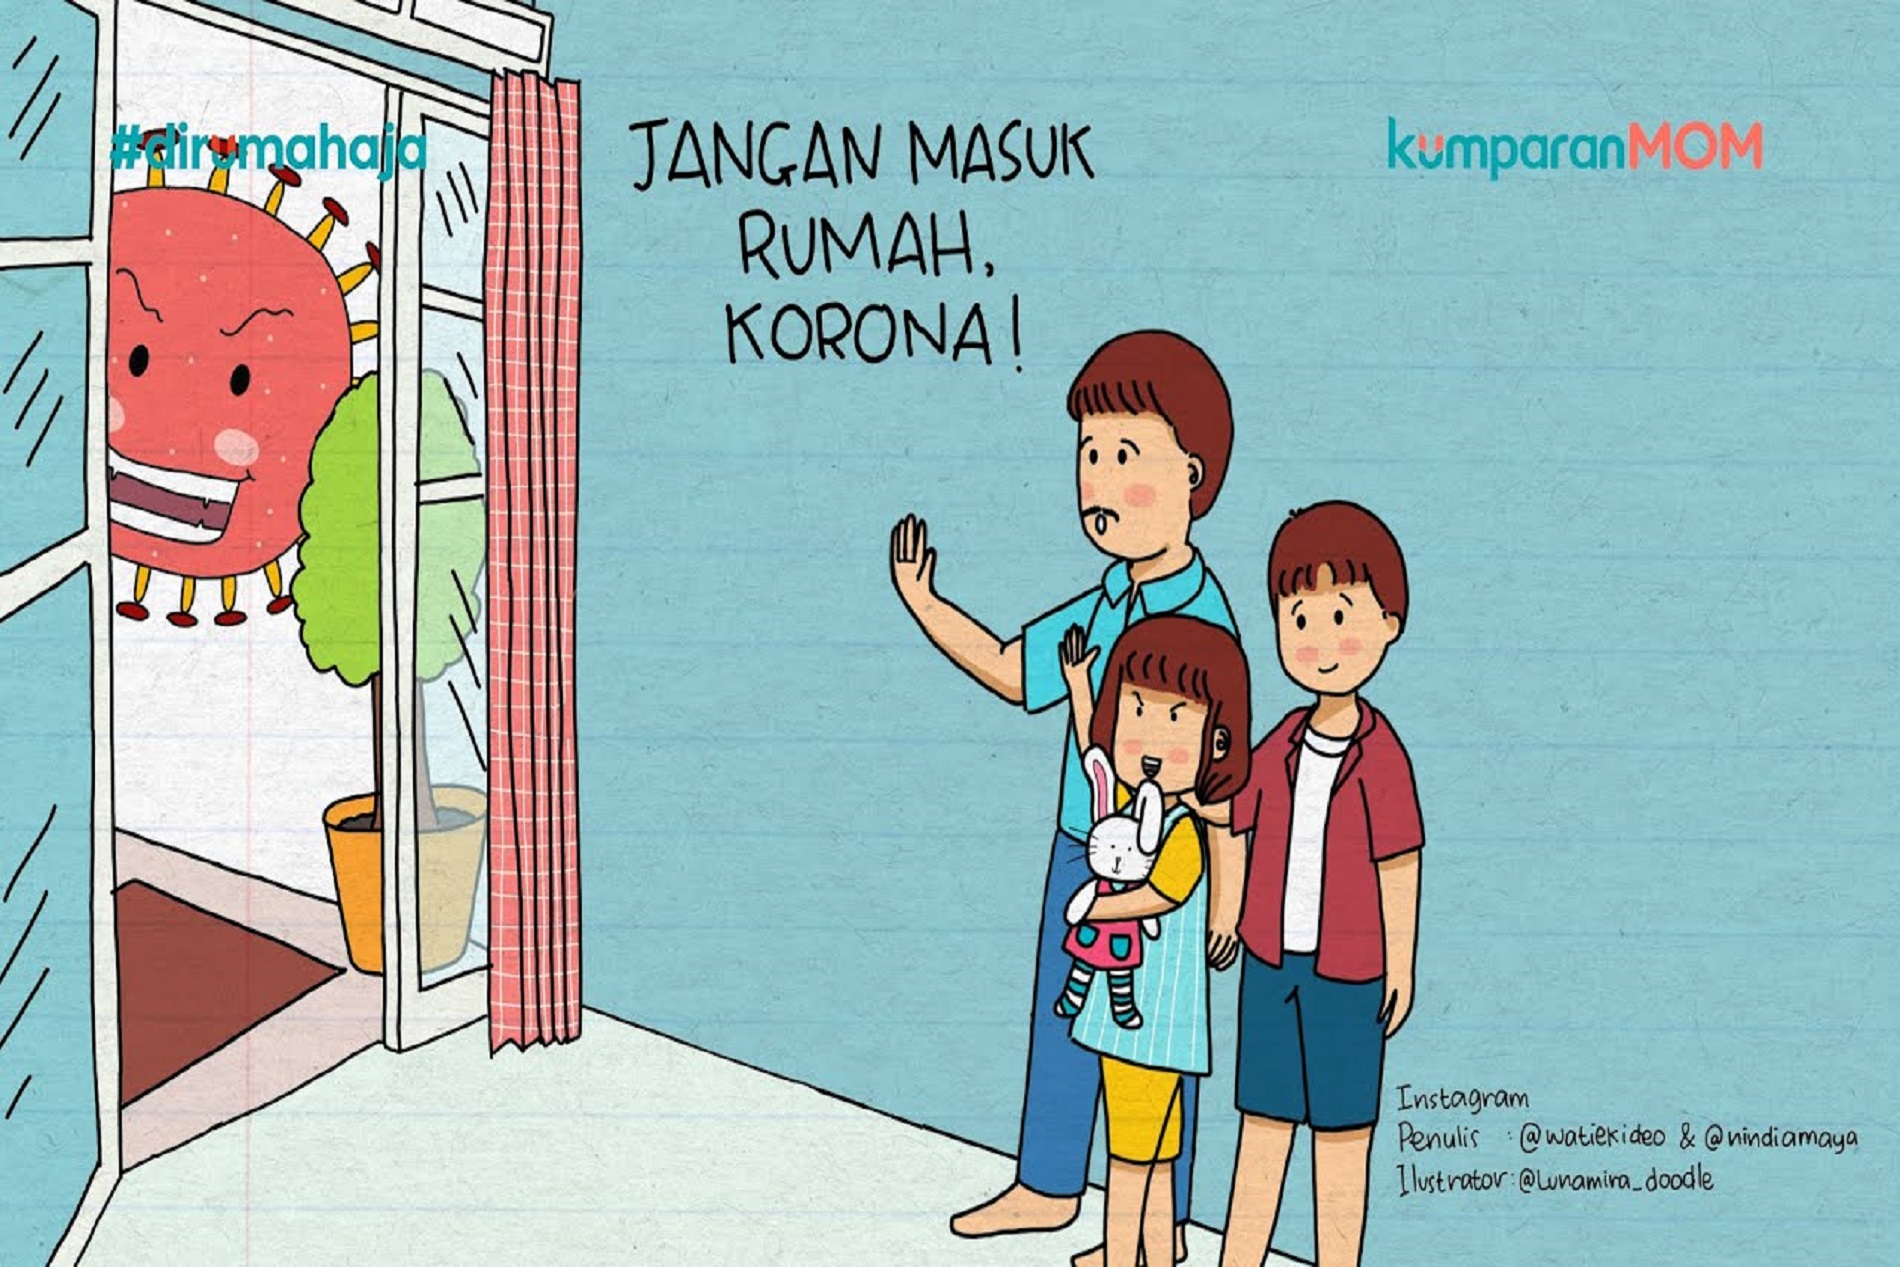 #dirumahaja
JANGAN MASUK
RUMAH,
KORONA!
kumparanMOM
Instagram
Penulis : @watiekideo & @nindiamaya
Ilustrator : @lunamira_doodle